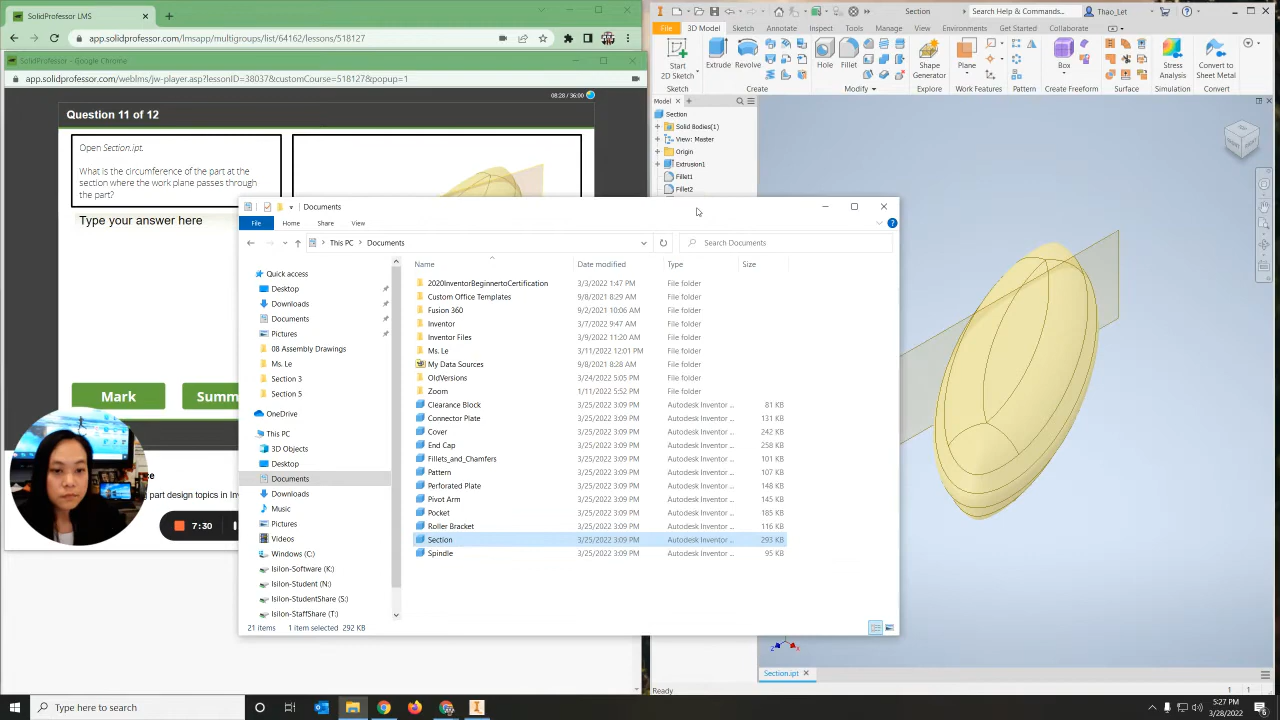 SolidProfessor LMS
app.solidprofessor.com/lmsapp/multigroups/list/64162/lessons/518127
SolidProfessor - Google Chrome
app.solidprofessor.com/weblms/jw-player.asp?lessonID=38037&customCourse=518127&popup=1
08:28 / 36:00
Question 11 of 12
Open Section.ipt.
What is the circumference of the part at the
section where the work plane passes through
the part?
Type your answer here
Mark
Summ
part design topics in Inv
7:30
Section
Search Help & Commands...
Thao_Let
File
3D Model
Sketch
Annotate
Inspect
Tools
Manage
View
Environments
Get Started
Collaborate
Start
2D Sketch
Extrude
Revolve
Hole
Fillet
Shape
Generator
Plane
Box
Stress
Analysis
Convert to
Sheet Metal
Create
Modify
Explore
Work Features
Pattern
Create Freeform
Surface
Simulation
Convert
Model
Section
Solid Bodies(1)
View: Master
Origin
Extrusion1
Fillet1
Fillet2
Documents
File
Home
Share
View
This PC
Documents
Search Documents
Name
Date modified
Type
Size
Quick access
Desktop
Downloads
Documents
Pictures
08 Assembly Drawings
Ms. Le
Section 3
Section 5
OneDrive
This PC
3D Objects
Desktop
Documents
Downloads
Music
Pictures
Videos
Windows (C:)
Isilon-Software (K:)
Isilon-Student (N:)
Isilon-StudentShare (S:)
Isilon-StaffShare (T:)
2020InventorBeginnertoCertification 3/3/2022 1:47 PM File folder
Custom Office Templates 9/8/2021 8:29 AM File folder
Fusion 360 9/2/2021 10:06 AM File folder
Inventor 3/7/2022 9:47 AM File folder
Inventor Files 3/9/2022 11:20 AM File folder
Ms. Le 3/11/2022 12:01 PM File folder
My Data Sources 9/8/2021 8:28 AM File folder
OldVersions 3/24/2022 5:05 PM File folder
Zoom 1/11/2022 5:52 PM File folder
Clearance Block 3/25/2022 3:09 PM Autodesk Inventor ... 81 KB
Connector Plate 3/25/2022 3:09 PM Autodesk Inventor ... 131 KB
Cover 3/25/2022 3:09 PM Autodesk Inventor ... 242 KB
End Cap 3/25/2022 3:09 PM Autodesk Inventor ... 258 KB
Fillets_and_Chamfers 3/25/2022 3:09 PM Autodesk Inventor ... 101 KB
Pattern 3/25/2022 3:09 PM Autodesk Inventor ... 107 KB
Perforated Plate 3/25/2022 3:09 PM Autodesk Inventor ... 148 KB
Pivot Arm 3/25/2022 3:09 PM Autodesk Inventor ... 145 KB
Pocket 3/25/2022 3:09 PM Autodesk Inventor ... 185 KB
Roller Bracket 3/25/2022 3:09 PM Autodesk Inventor ... 116 KB
Section 3/25/2022 3:09 PM Autodesk Inventor ... 293 KB
Spindle 3/25/2022 3:09 PM Autodesk Inventor ... 95 KB
21 items
1 item selected 292 KB
Section.ipt
Ready
1 1
Type here to search
5:27 PM
3/28/2022